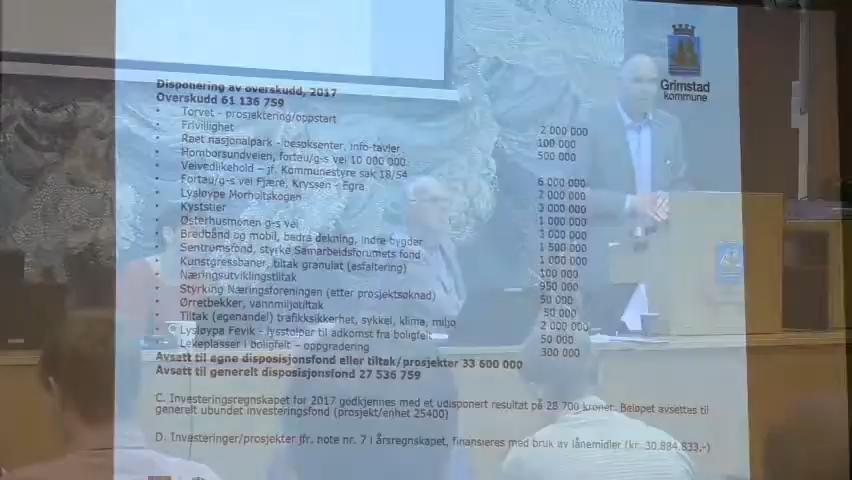 Grimstad
kommune
Disponering av overskudd, 2017
Overskudd 61 136 759
• Torvet - prosjektering/oppstart 2 000 000
• Frivillighet 100 000
• Raet nasjonalpark - besøksenter, info-tavler 500 000
• Homborsundveien, fortau/g-s vei 10 000 000
• Veivedlikehold – jf. Kommunestyre sak 18/54 6 000 000
• Fortau/g-s vei Fjære, Kryssen - Egra 2 000 000
• Lysløype Morholtskogen 3 000 000
• Kyststier 1 000 000
• Østerhusmonen g-s vei 1 000 000
• Bredbånd og mobil, bedra dekning, indre bygder 1 500 000
• Sentrumsfond, styrke Samarbeidsforumets fond 1 000 000
• Kunstgressbaner, tiltak granulat (asfaltering) 100 000
• Næringsutviklingstiltak 950 000
• Styrking Næringsforeningen (etter prosjektsøknad) 50 000
• Ørretbekker, vannmiljøtiltak 50 000
• Tiltak (egenandel) trafikksikkerhet, sykkel, klima, miljø 2 000 000
• Lysløypa Fevik - lysstolper til adkomst fra boligfelt 50 000
• Lekeplasser i boligfelt – oppgradering 300 000
Avsatt til egne disposisjonsfond eller tiltak/prosjekter 33 600 000
Avsatt til generelt disposisjonsfond 27 536 759
C. Investeringsregnskapet for 2017 godkjennes med et udisponert resultat på 28 700 kroner. Beløpet avsettes til
generelt ubundet investeringsfond (prosjekt/enhet 25400)
D. Investeringer/prosjekter jfr. note nr. 7 i årsregnskapet, finansieres med bruk av lånemidler (kr. 30.884.833,-)